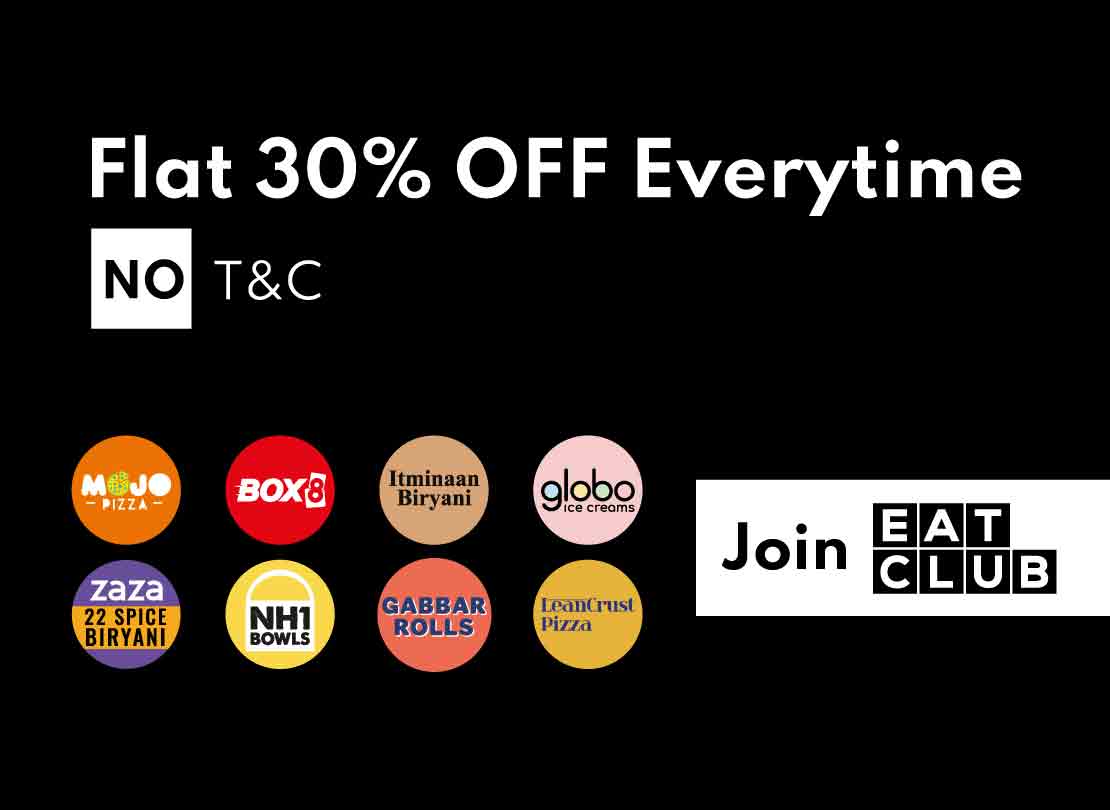 Flat 30% OFF Everytime
NO T&C
MOJO
PIZZA
BOX8
Itminaan
Biryani
globo
ice creams
zaza
22 SPICE
BIRYANI
NH1
BOWLS
GABBAR
ROLLS
LeanCrust
Pizza
Join EAT
CLUB